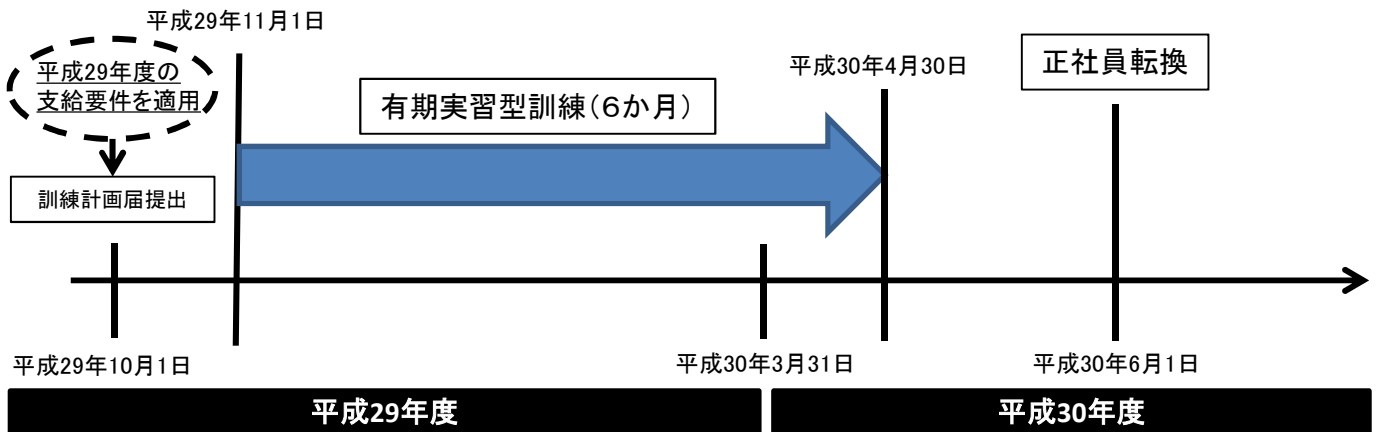 平成29年11月1日
平成29年度の
支給要件を適用
有期実習型訓練（6か月）
平成30年4月30日
正社員転換
訓練計画届提出
平成29年10月1日
平成30年3月31日
平成30年6月1日
平成29年度
平成30年度